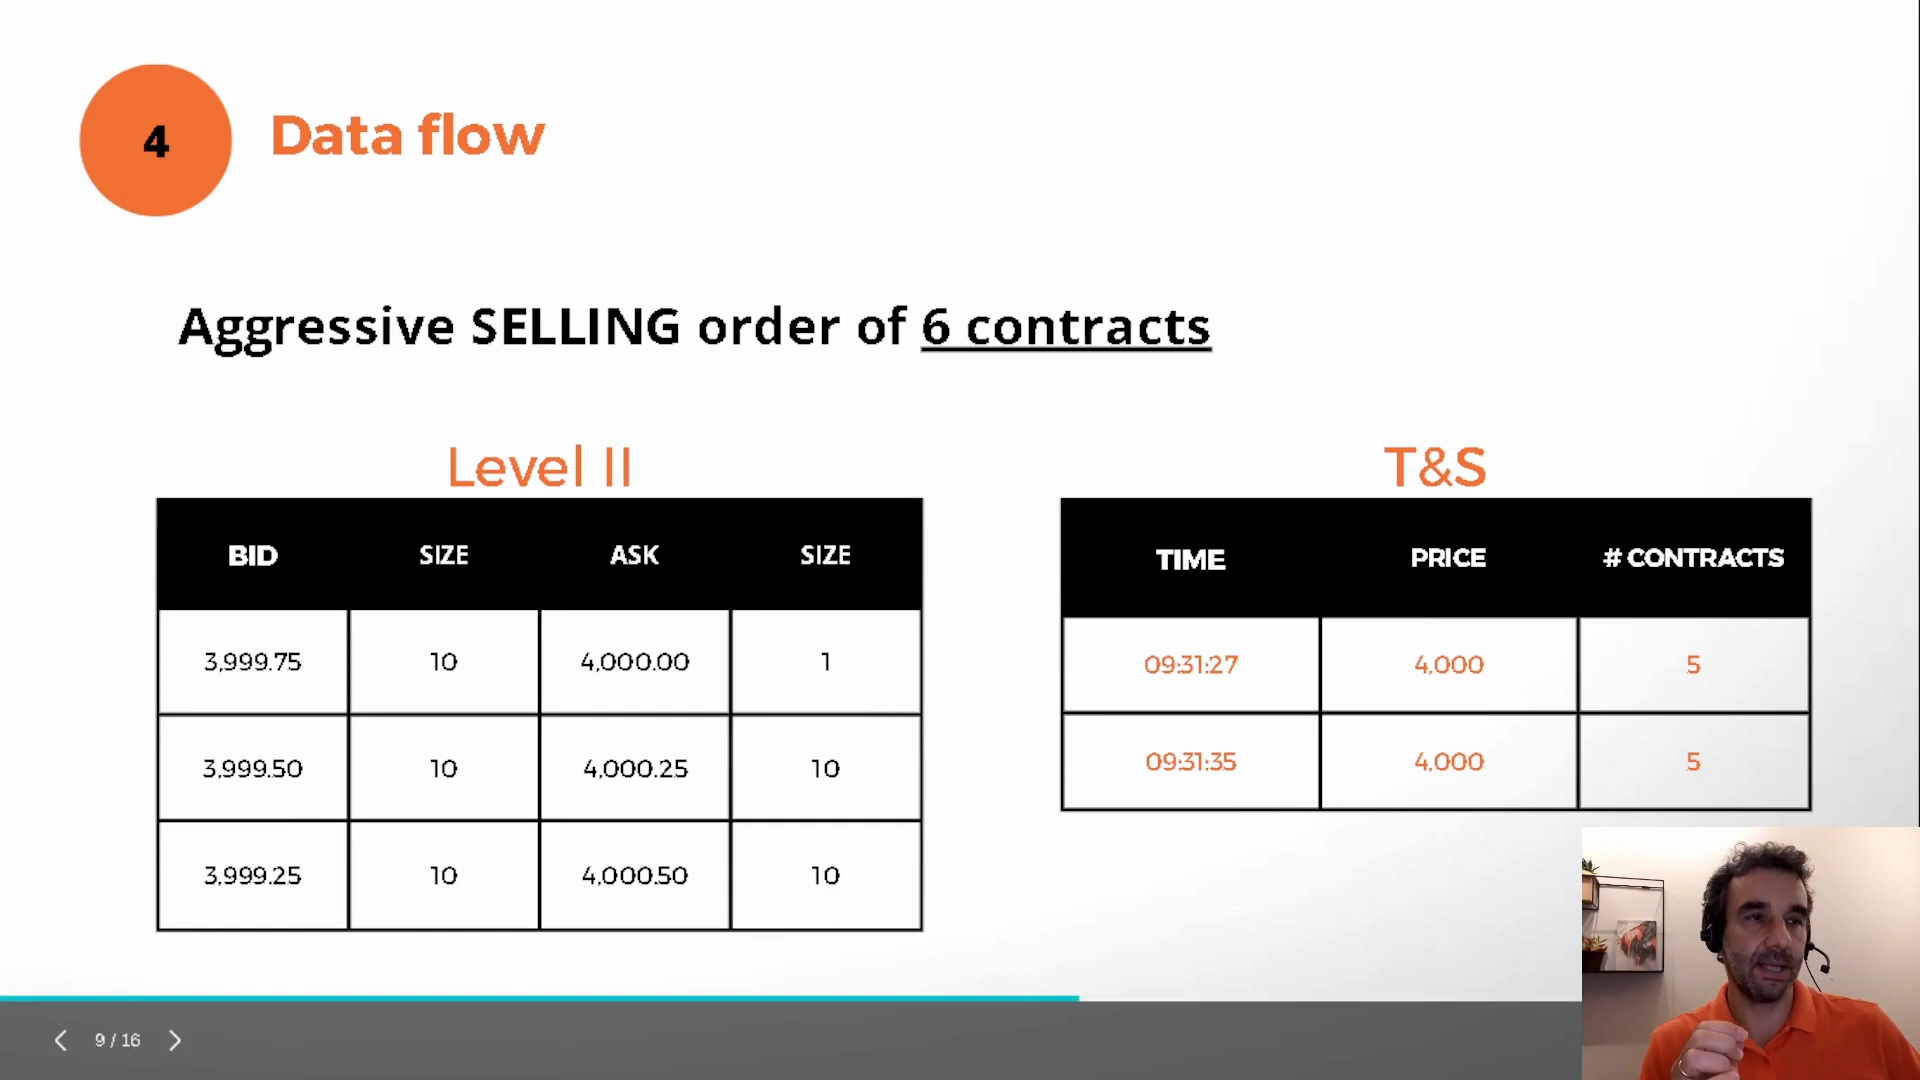 4
Data flow
Aggressive SELLING order of 6 contracts
Level II
BID SIZE ASK SIZE
3,999.75 10 4,000.00 1
3,999.50 10 4,000.25 10
3,999.25 10 4,000.50 10
T&S
TIME PRICE # CONTRACTS
09:31:27 4,000 5
09:31:35 4,000 5
9 / 16